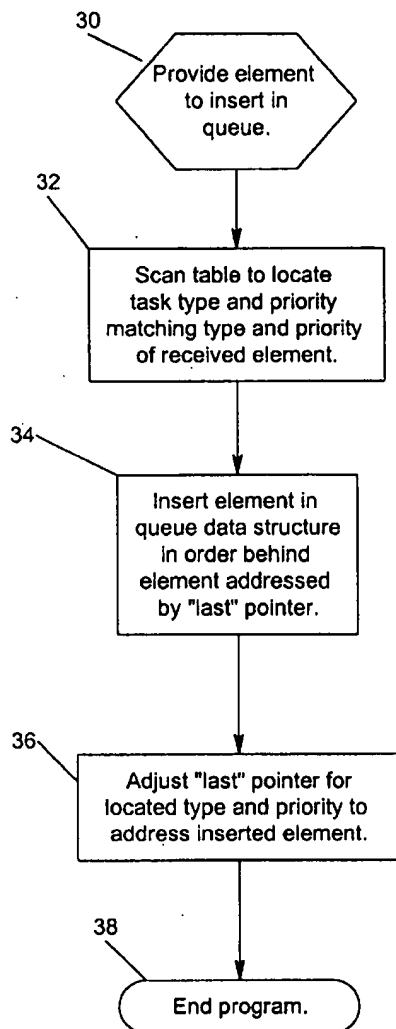 30
Provide element
to insert in
queue.
32
Scan table to locate
task type and priority
matching type and priority
of received element.
34
Insert element in
queue data structure
in order behind
element addressed
by "last" pointer.
36
Adjust "last" pointer for
located type and priority to
address inserted element.
38
End program.